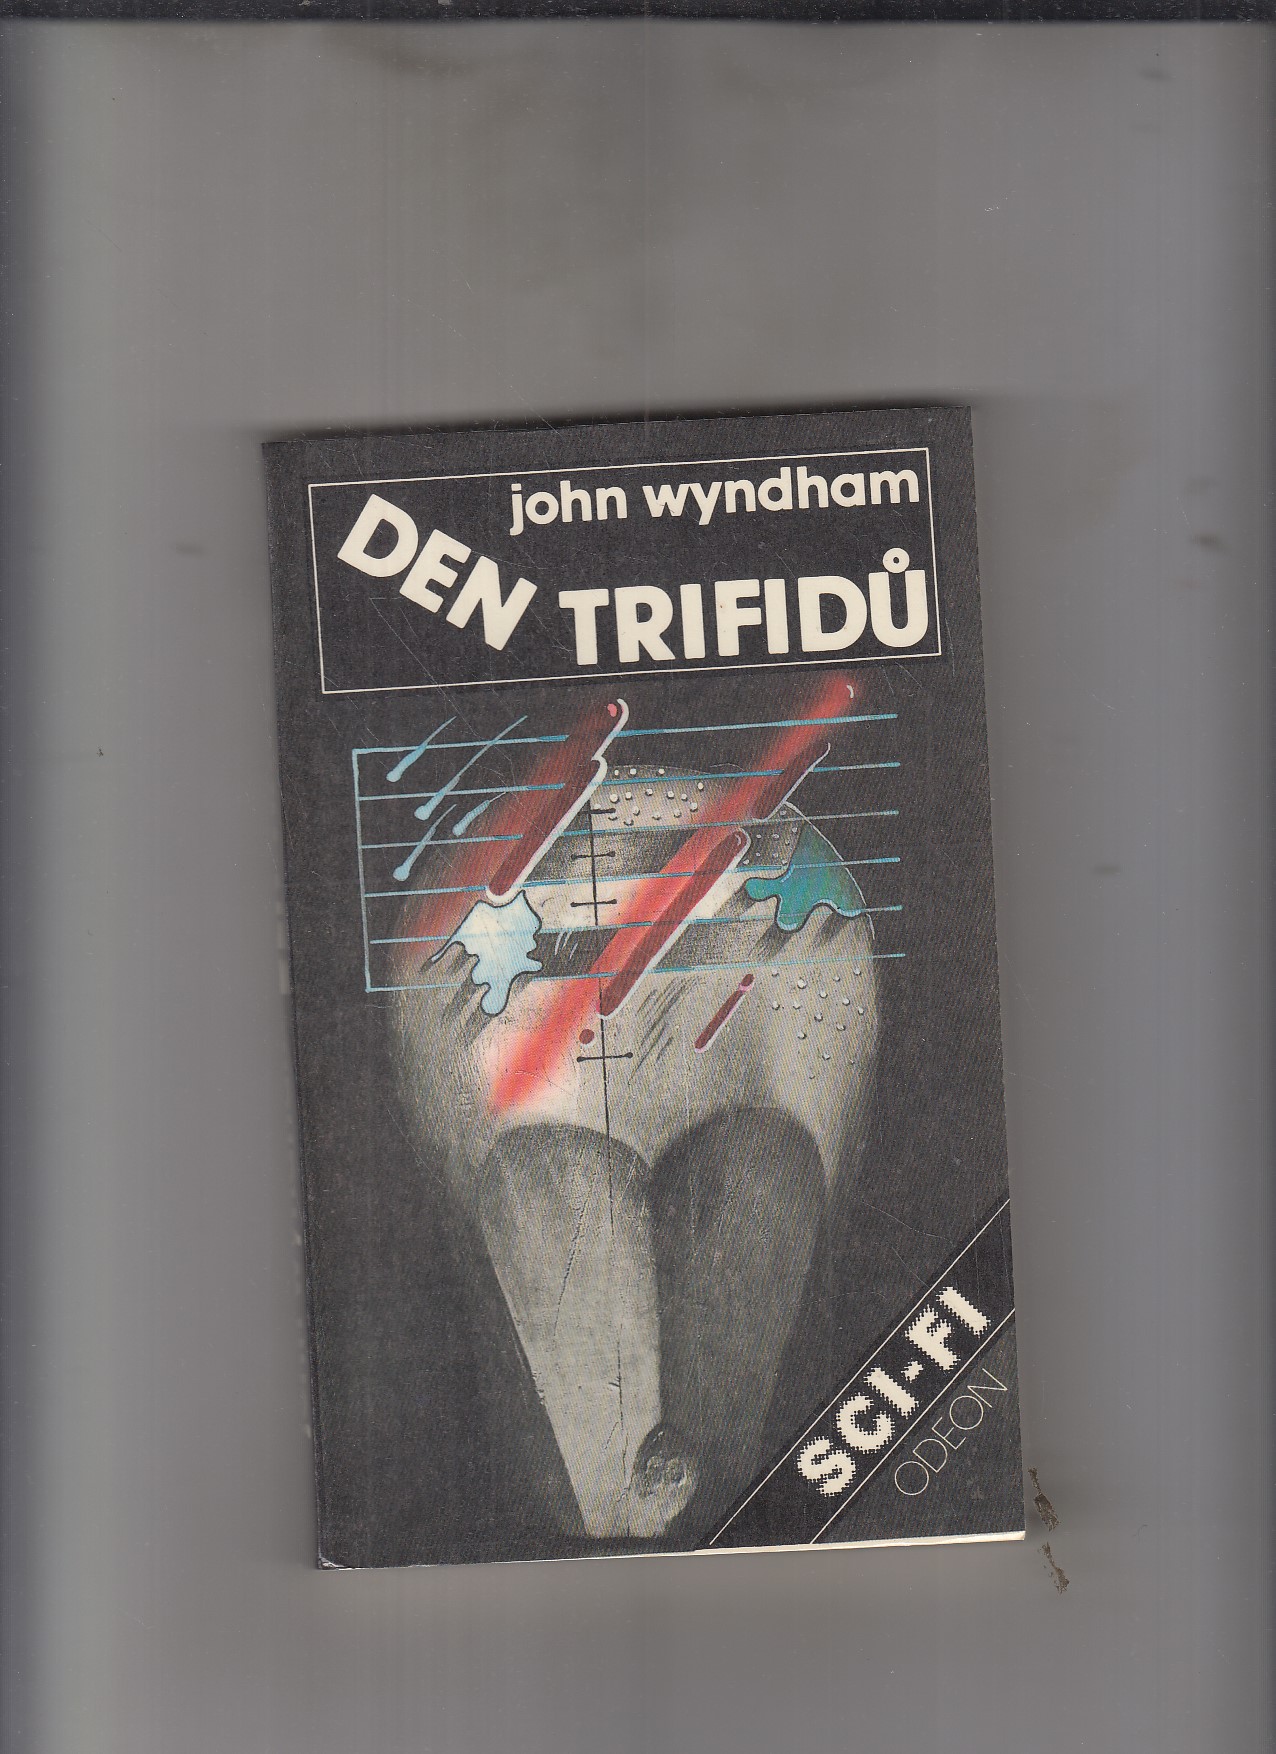 john wyndham
DEN TRIFIDŮ
SCI-FI
ODEON